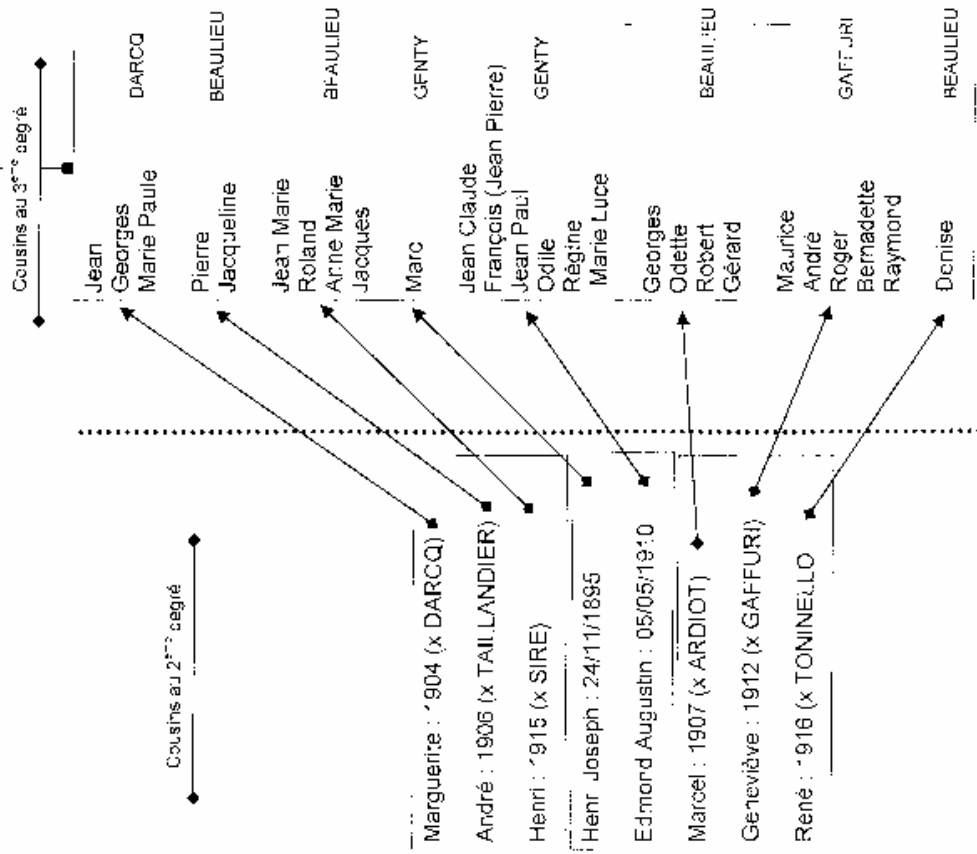 Cousins au 3ème degré
Jean
Georges
Marie Paule
DARCQ
Pierre
Jacqueline
BEAULIEU
Jean Marie
Roland
Anne Marie
Jacques
BEAULIEU
Marc
GENTY
Jean Claude
François (Jean Pierre)
Jean Paul
Odile
Régine
Marie Luce
GENTY
Georges
Odette
Robert
Gérard
BEAULIEU
Maurice
André
Roger
Bernadette
Raymond
GAFFURI
Denise
BEAULIEU
Cousins au 2ème degré
Marguerite : 1904 (x DARCQ)
André : 1906 (x TAILLANDIER)
Henri : 1915 (x SIRE)
Henri Joseph : 24/11/1895
Edmond Augustin : 05/05/1910
Marcel : 1907 (x ARDIOT)
Geneviève : 1912 (x GAFFURI)
René : 1916 (x TONINELLO